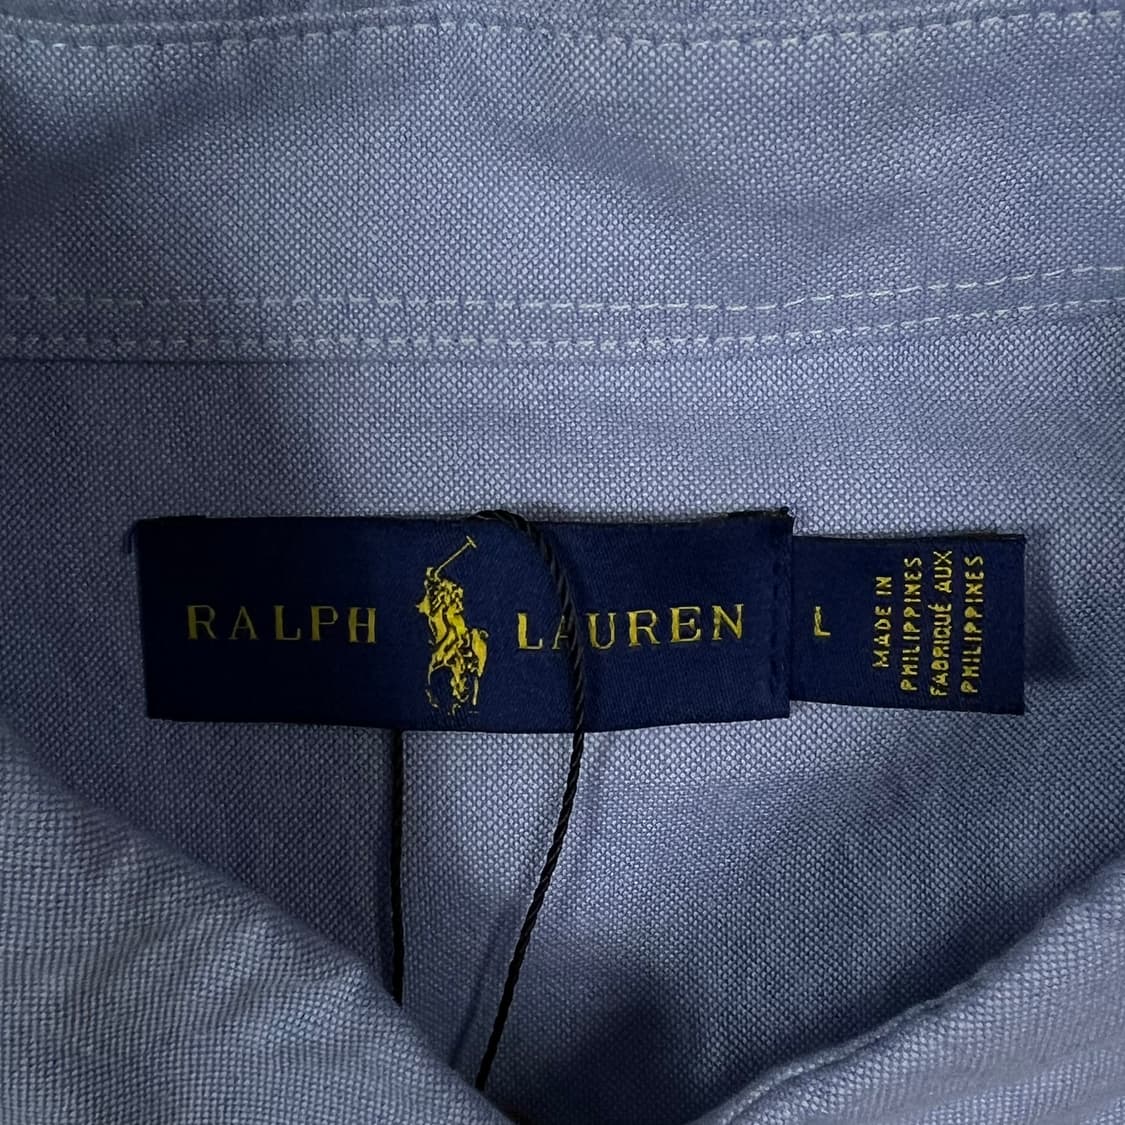 RALPH LAUREN
L
MADE IN
PHILIPPINES
FABRIQUÉ AUX
PHILIPPINES